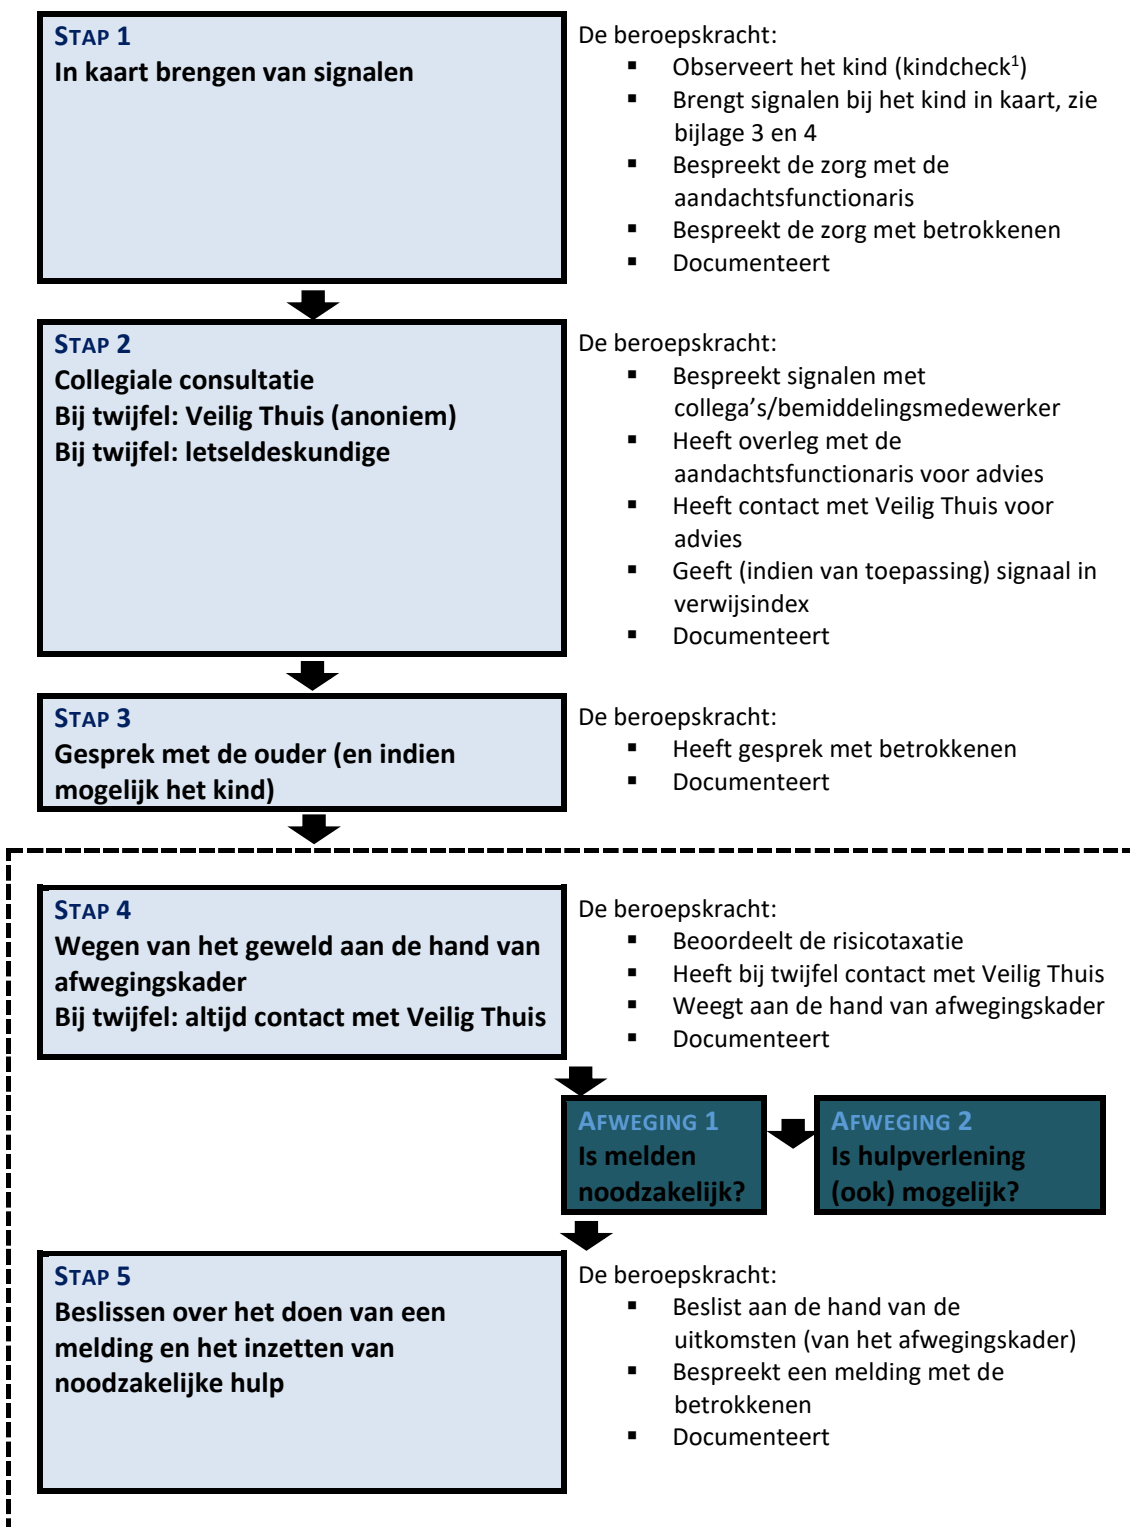 STAP 1
In kaart brengen van signalen
De beroepskracht:
▪ Observeert het kind (kindcheck¹)
▪ Brengt signalen bij het kind in kaart, zie
bijlage 3 en 4
▪ Bespreekt de zorg met de
aandachtsfunctionaris
▪ Bespreekt de zorg met betrokkenen
▪ Documenteert
STAP 2
Collegiale consultatie
Bij twijfel: Veilig Thuis (anoniem)
Bij twijfel: letseldeskundige
De beroepskracht:
▪ Bespreekt signalen met
collega’s/bemiddelingsmedewerker
▪ Heeft overleg met de
aandachtsfunctionaris voor advies
▪ Heeft contact met Veilig Thuis voor
advies
▪ Geeft (indien van toepassing) signaal in
verwijsindex
▪ Documenteert
STAP 3
Gesprek met de ouder (en indien
mogelijk het kind)
De beroepskracht:
▪ Heeft gesprek met betrokkenen
▪ Documenteert
STAP 4
Wegen van het geweld aan de hand van
afwegingskader
Bij twijfel: altijd contact met Veilig Thuis
De beroepskracht:
▪ Beoordeelt de risicotaxatie
▪ Heeft bij twijfel contact met Veilig Thuis
▪ Weegt aan de hand van afwegingskader
▪ Documenteert
AFWEGING 1
Is melden
noodzakelijk?
AFWEGING 2
Is hulpverlening
(ook) mogelijk?
STAP 5
Beslissen over het doen van een
melding en het inzetten van
noodzakelijke hulp
De beroepskracht:
▪ Beslist aan de hand van de
uitkomsten (van het afwegingskader)
▪ Bespreekt een melding met de
betrokkenen
▪ Documenteert